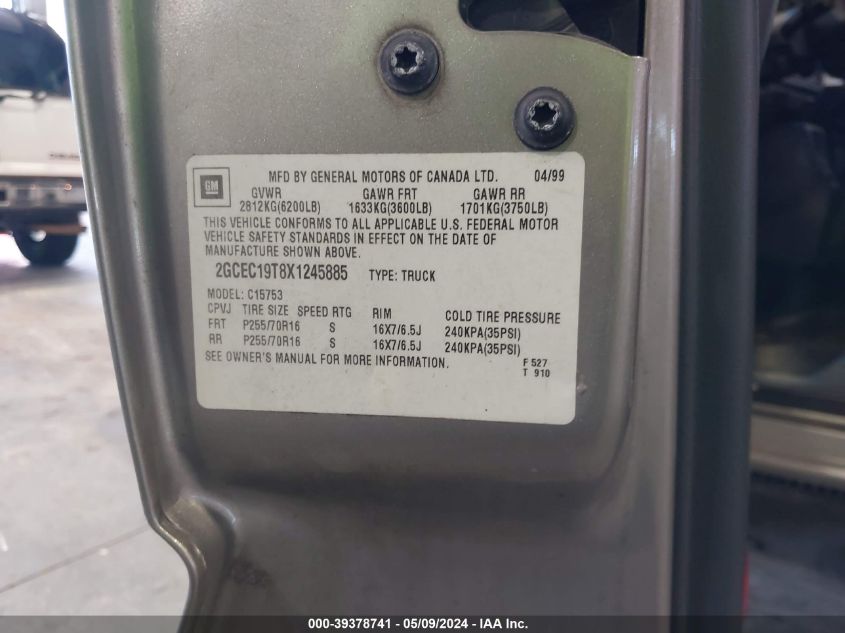 GM
MFD BY GENERAL MOTORS OF CANADA LTD. 04/99
GVWR GAWR FRT GAWR RR
2812KG(6200LB) 1633KG(3600LB) 1701KG(3750LB)
THIS VEHICLE CONFORMS TO ALL APPLICABLE U.S. FEDERAL MOTOR
VEHICLE SAFETY STANDARDS IN EFFECT ON THE DATE OF
MANUFACTURE SHOWN ABOVE.
2GCEC19T8X1245885 TYPE: TRUCK
MODEL: C15753
CPVJ TIRE SIZE SPEED RTG RIM COLD TIRE PRESSURE
FRT P255/70R16 S 16X7/6.5J 240KPA(35PSI)
RR P255/70R16 S 16X7/6.5J 240KPA(35PSI)
SEE OWNER'S MANUAL FOR MORE INFORMATION. F 527
T 910
000-39378741 - 05/09/2024 - IAA Inc.